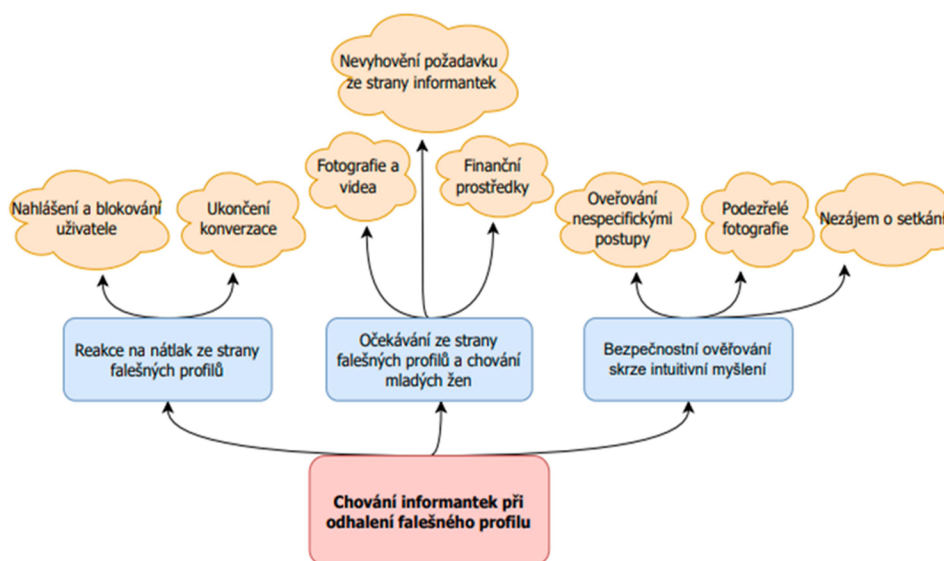 Nevyhovění požadavku
ze strany informantek
Fotografie a
videa
Finanční
prostředky
Nahlášení a blokování
uživatele
Ukončení
konverzace
Oveřování
nespecifickými
postupy
Podezřelé
fotografie
Nezájem o setkání
Reakce na nátlak ze strany
falešných profilů
Očekávání ze strany
falešných profilů a chování
mladých žen
Bezpečnostní ověřování
skrze intuitivní myšlení
Chování informantek při
odhalení falešného profilu